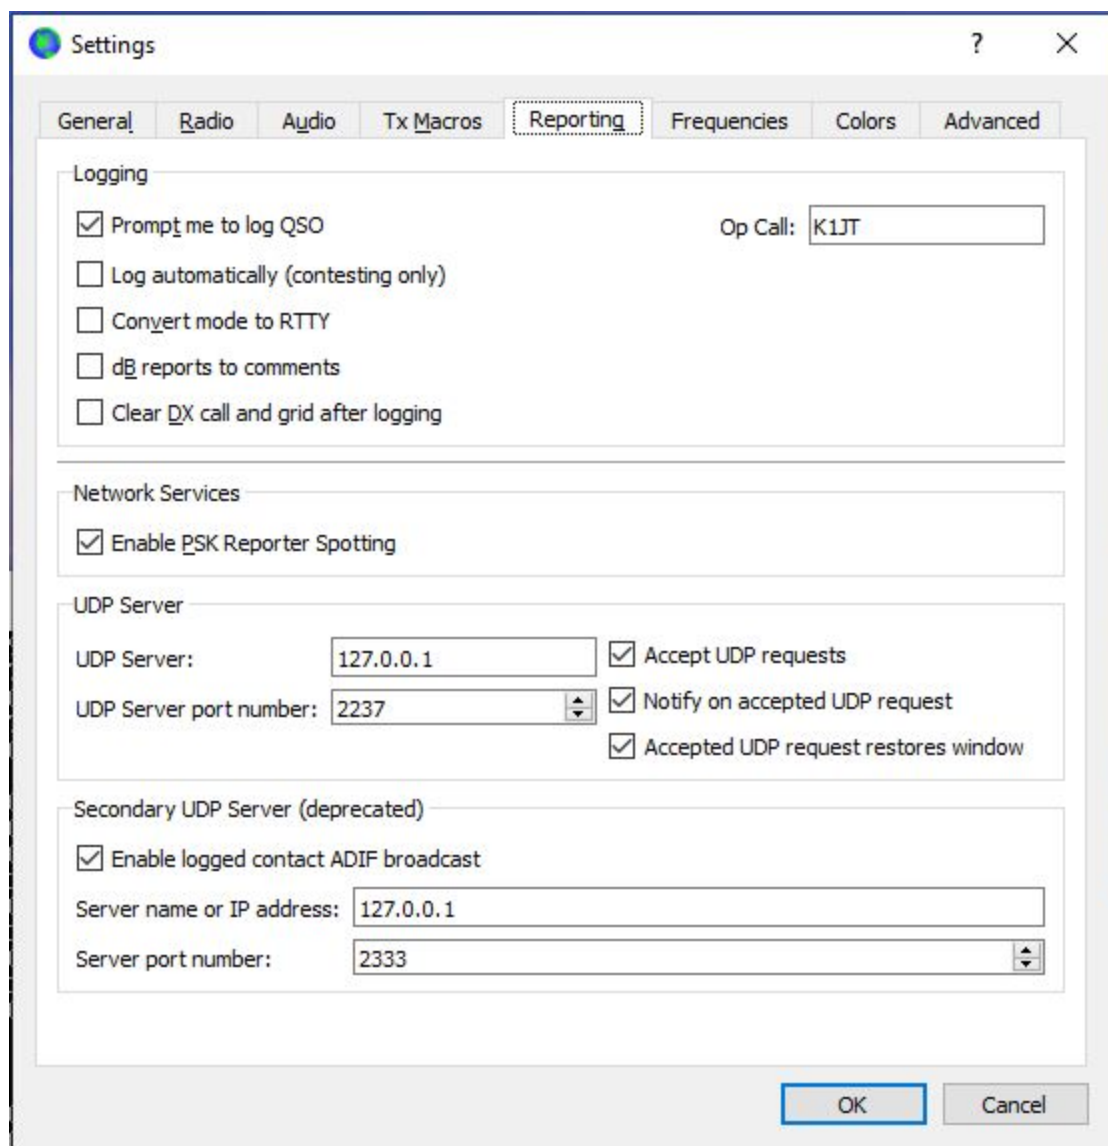 Settings
?
General Radio Audio Tx Macros Reporting Frequencies Colors Advanced
Logging
Prompt me to log QSO
Op Call: K1JT
Log automatically (contesting only)
Convert mode to RTTY
dB reports to comments
Clear DX call and grid after logging
Network Services
Enable PSK Reporter Spotting
UDP Server
UDP Server: 127.0.0.1
Accept UDP requests
UDP Server port number: 2237
Notify on accepted UDP request
Accepted UDP request restores window
Secondary UDP Server (deprecated)
Enable logged contact ADIF broadcast
Server name or IP address: 127.0.0.1
Server port number: 2333
OK Cancel